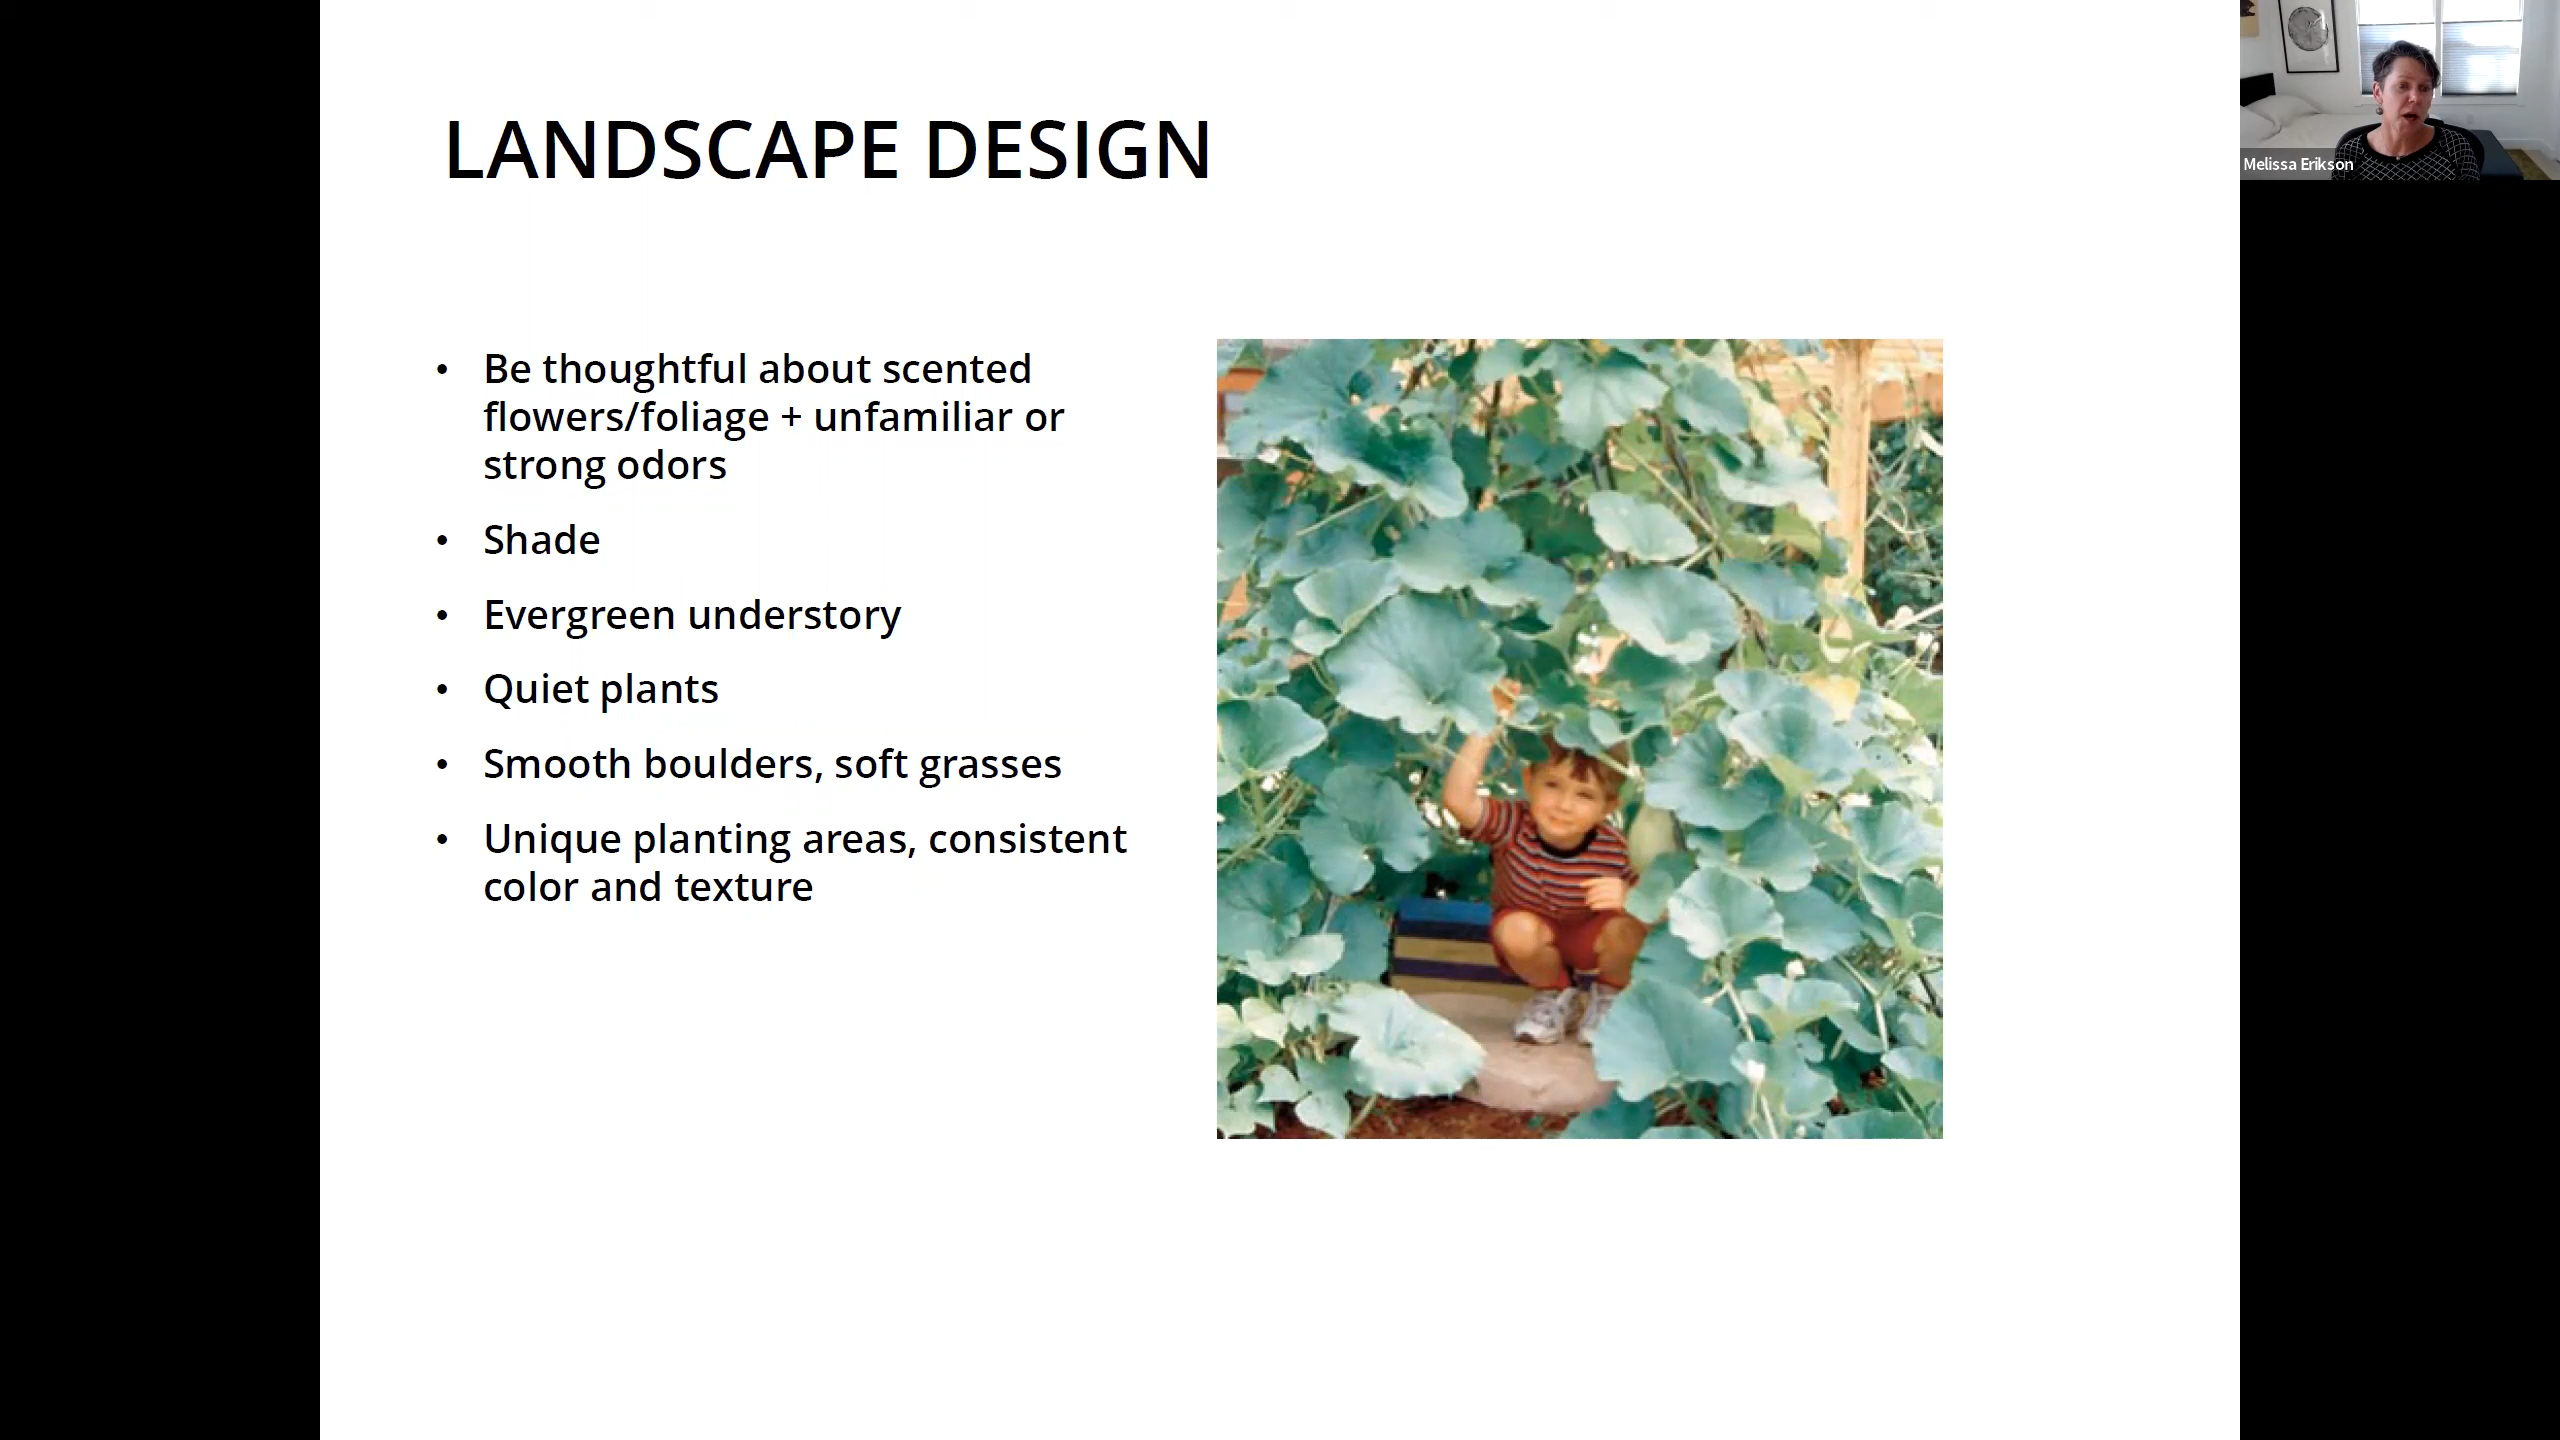 LANDSCAPE DESIGN
• Be thoughtful about scented
flowers/foliage + unfamiliar or
strong odors
• Shade
• Evergreen understory
• Quiet plants
• Smooth boulders, soft grasses
• Unique planting areas, consistent
color and texture
Melissa Erikson